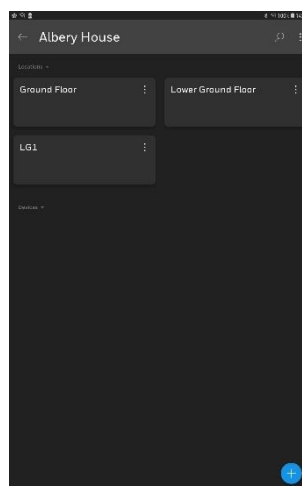 Albery House
Locations
Ground Floor
Lower Ground Floor
LG1
Devices